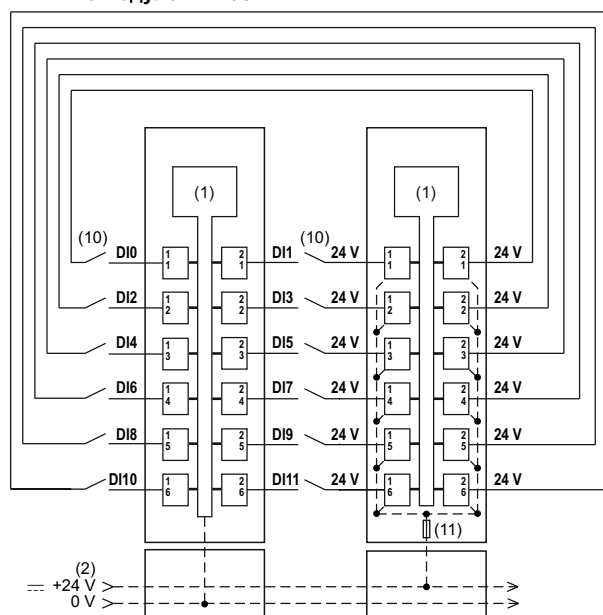 (1) (1)
(10) DI0 1 1 2 1 DI1 (10) 24 V 1 1 2 1 24 V
DI2 1 2 2 2 DI3 24 V 1 2 2 2 24 V
DI4 1 3 2 3 DI5 24 V 1 3 2 3 24 V
DI6 1 4 2 4 DI7 24 V 1 4 2 4 24 V
DI8 1 5 2 5 DI9 24 V 1 5 2 5 24 V
DI10 1 6 2 6 DI11 24 V 1 6 2 6 24 V
(11)
(2)
+24 V
0 V